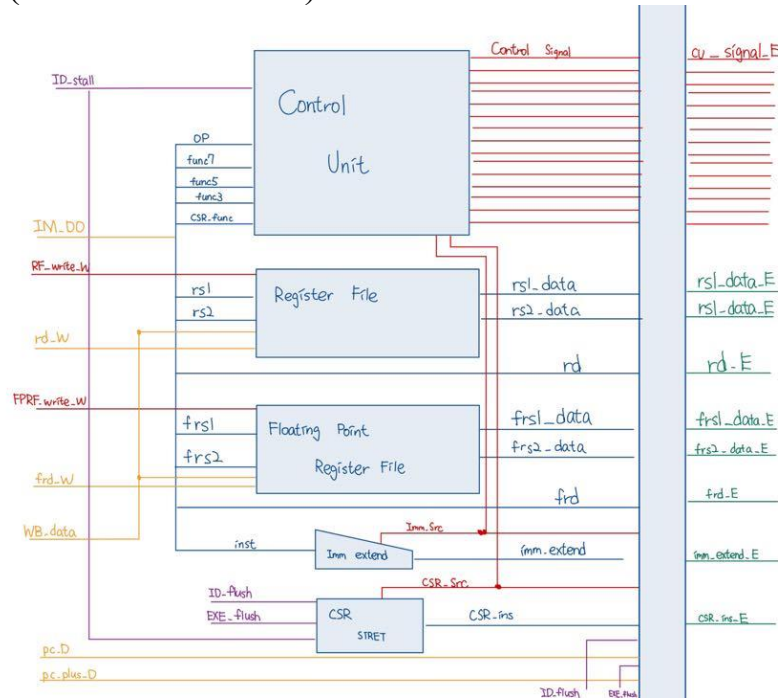 Control Signal
cu_signal_E
ID_stall
Control
Unit
OP
func7
func5
func3
CSR_func
IM_DO
RF_write_W
rs1
rs2
Register File
rs1_data
rs2_data
rs1_data_E
rs1_data_E
rd_W
rd
rd_E
FPRF_write_W
frs1
frs2
Floating Point
Register File
frs1_data
frs2_data
frs1_data_E
frs2_data_E
frd_W
frd
frd_E
WB_data
inst
Imm extend
Imm_Src
imm_extend
imm_extend_E
ID_flush
EXE_flush
CSR
STRET
CSR_Src
CSR_ins
CSR_ins_E
pc_D
pc_plus_D
ID_flush
EXE_flush